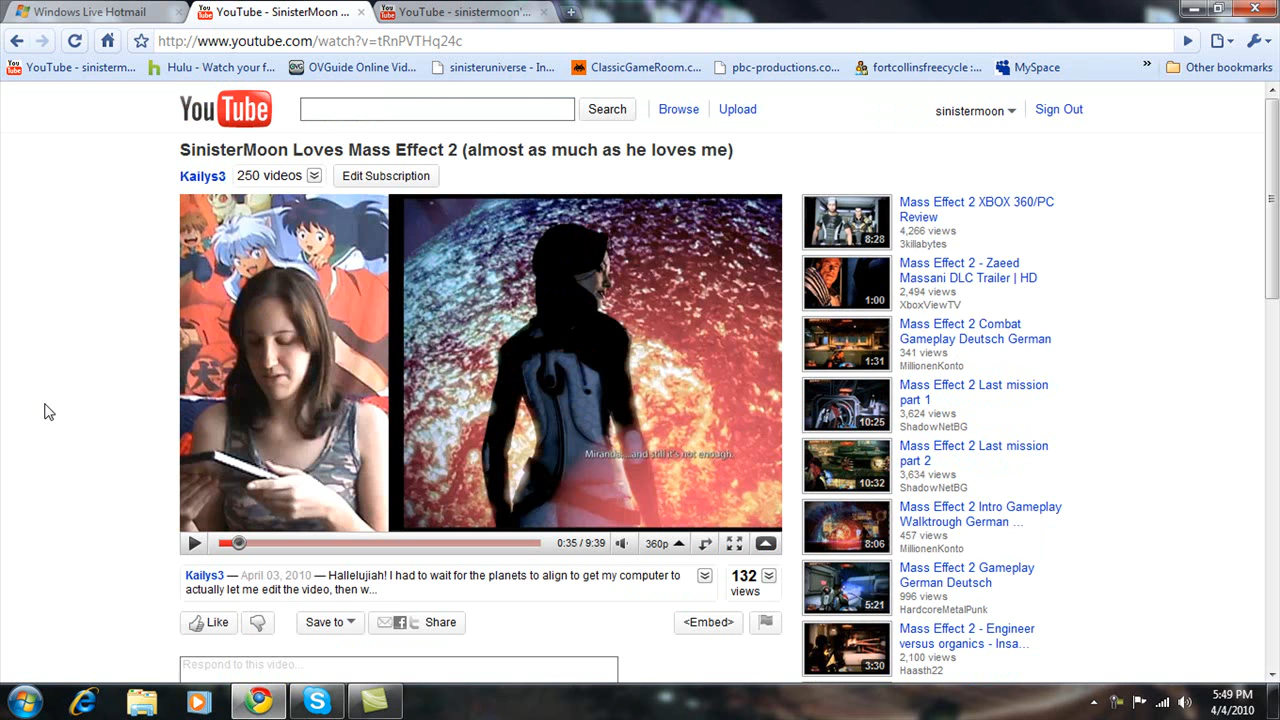 Windows Live Hotmail
YouTube - SinisterMoon ...
YouTube - sinistermoon'...
http://www.youtube.com/watch?v=tRnPVTHq24c
YouTube - sinisterm...
Hulu - Watch your f...
OVGuide Online Vid...
sinisteruniverse - In...
ClassicGameRoom.c...
pbc-productions.co...
fortcollinsfreecycle :...
MySpace
Other bookmarks
YouTube
Search
Browse
Upload
sinistermoon
Sign Out
SinisterMoon Loves Mass Effect 2 (almost as much as he loves me)
Kailys3 250 videos
Edit Subscription
Miranda: ...and still it's not enough.
0:35 / 9:39
360p
Kailys3 — April 03, 2010 — Hallelujiah! I had to wait for the planets to align to get my computer to
actually let me edit the video, then w...
132
views
Like
Save to
Share
<Embed>
Respond to this video...
8:28
Mass Effect 2 XBOX 360/PC
Review
4,266 views
3killabytes
1:00
Mass Effect 2 - Zaeed
Massani DLC Trailer | HD
2,494 views
XboxViewTV
1:31
Mass Effect 2 Combat
Gameplay Deutsch German
341 views
MillionenKonto
10:25
Mass Effect 2 Last mission
part 1
3,624 views
ShadowNetBG
10:32
Mass Effect 2 Last mission
part 2
3,634 views
ShadowNetBG
8:06
Mass Effect 2 Intro Gameplay
Walktrough German ...
457 views
MillionenKonto
5:21
Mass Effect 2 Gameplay
German Deutsch
996 views
HardcoreMetalPunk
3:30
Mass Effect 2 - Engineer
versus organics - Insa...
2,100 views
Haasth22
5:49 PM
4/4/2010